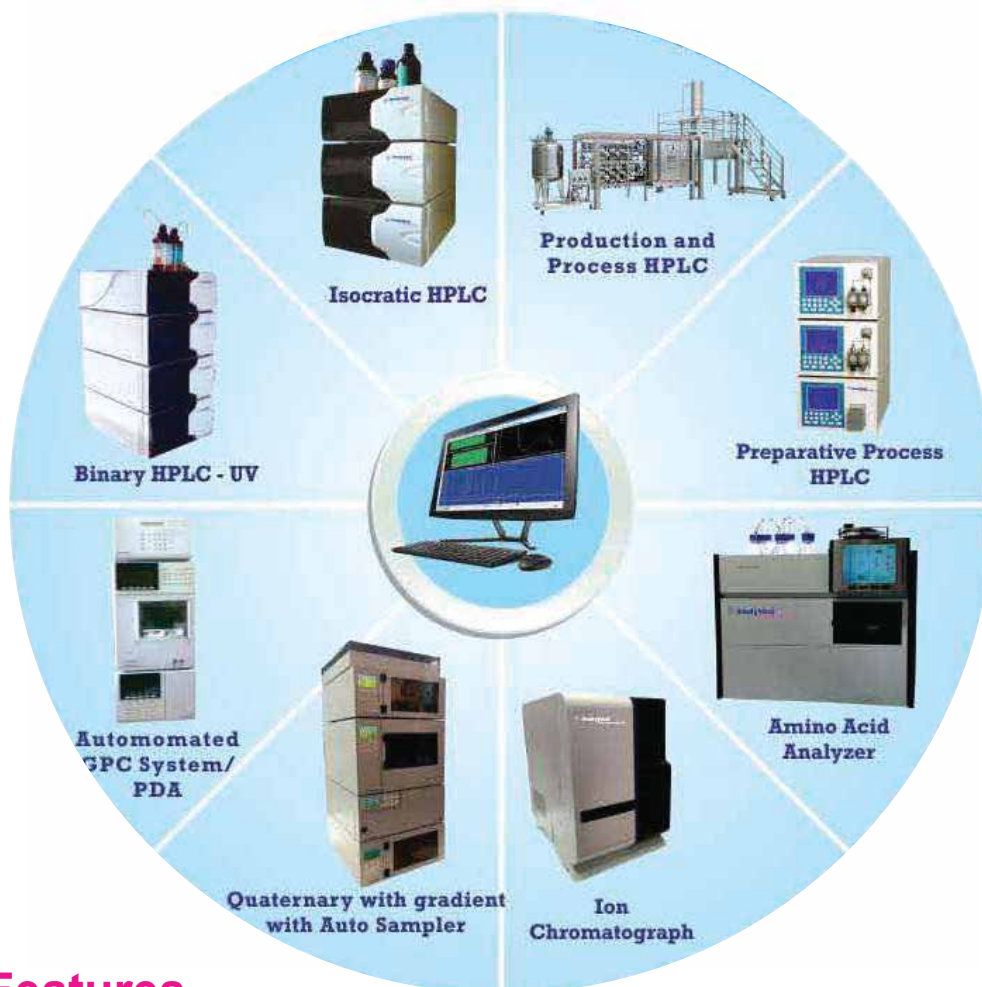 Isocratic HPLC
Production and
Process HPLC
Binary HPLC - UV
Preparative Process
HPLC
Automomated
GPC System/
PDA
Amino Acid
Analyzer
Quaternary with gradient
with Auto Sampler
Ion
Chromatograph
Features